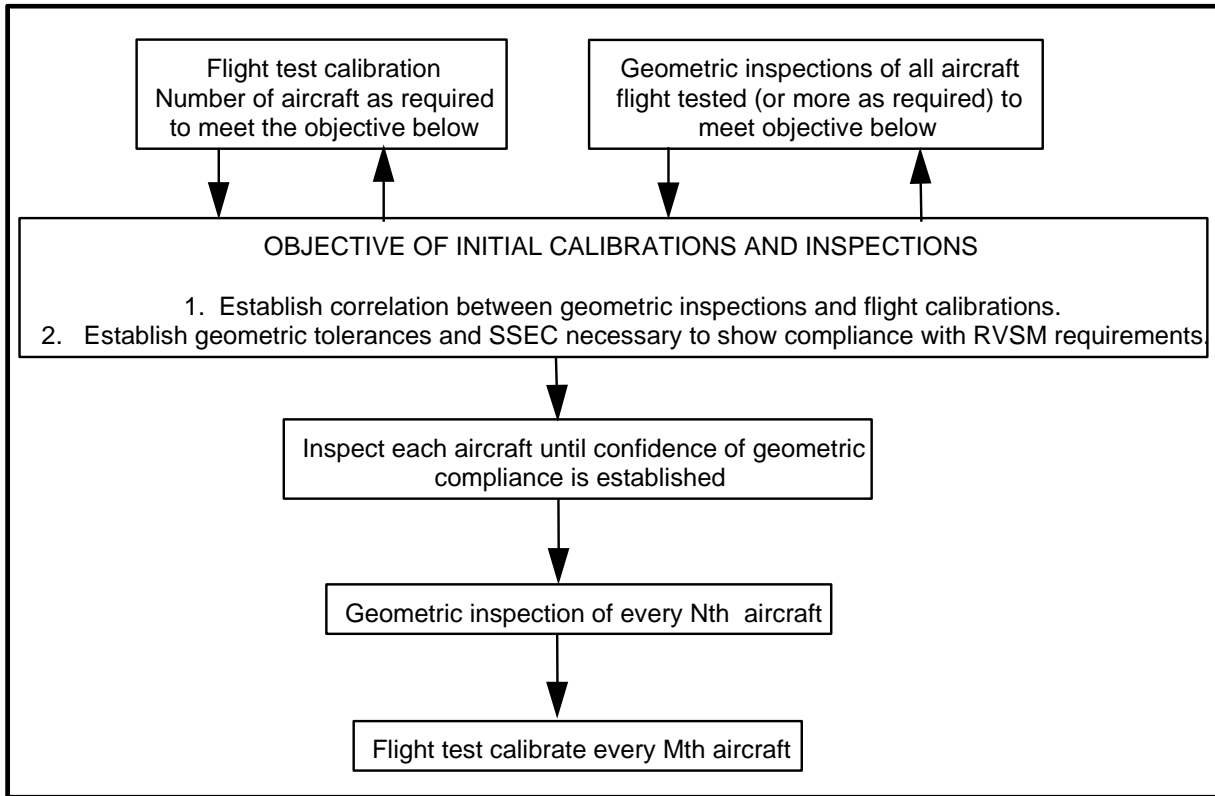 Flight test calibration
Number of aircraft as required
to meet the objective below
Geometric inspections of all aircraft
flight tested (or more as required) to
meet objective below
OBJECTIVE OF INITIAL CALIBRATIONS AND INSPECTIONS
1. Establish correlation between geometric inspections and flight calibrations.
2. Establish geometric tolerances and SSEC necessary to show compliance with RVSM requirements.
Inspect each aircraft until confidence of geometric
compliance is established
Geometric inspection of every Nth aircraft
Flight test calibrate every Mth aircraft